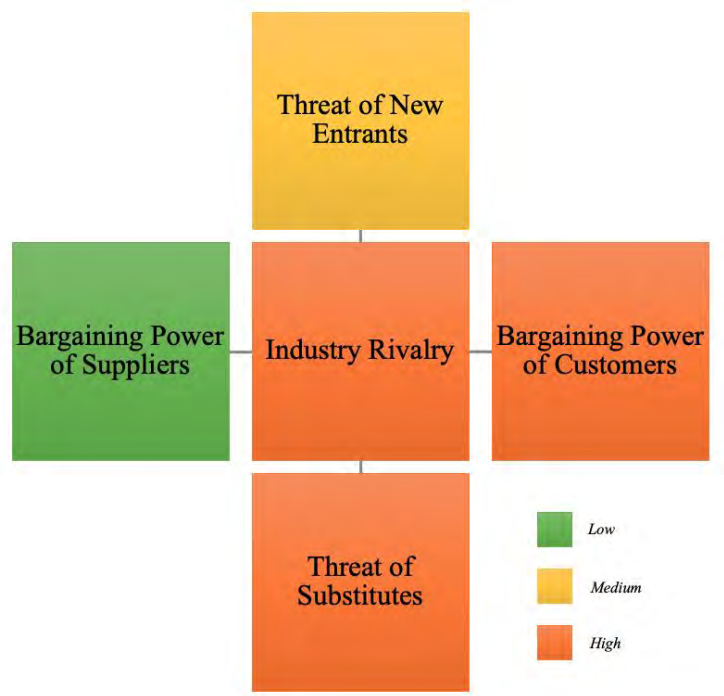 Threat of New
Entrants
Bargaining Power
of Suppliers
Industry Rivalry
Bargaining Power
of Customers
Threat of
Substitutes
Low
Medium
High